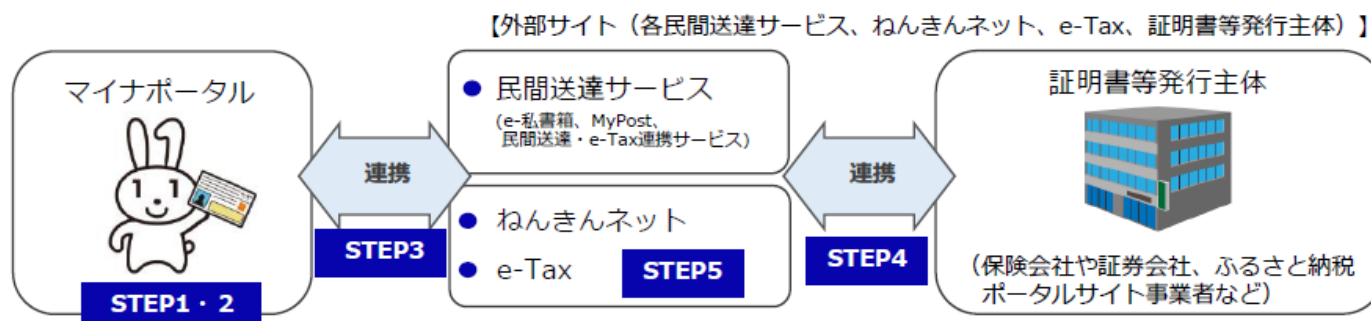 【外部サイト（各民間送達サービス、ねんきんネット、e-Tax、証明書等発行主体）】
マイナポータル
STEP1・2
連携
STEP3
● 民間送達サービス
(e-私書箱、MyPost、
民間送達・e-Tax連携サービス)
● ねんきんネット
● e-Tax
STEP5
連携
STEP4
証明書等発行主体
（保険会社や証券会社、ふるさと納税
ポータルサイト事業者など）